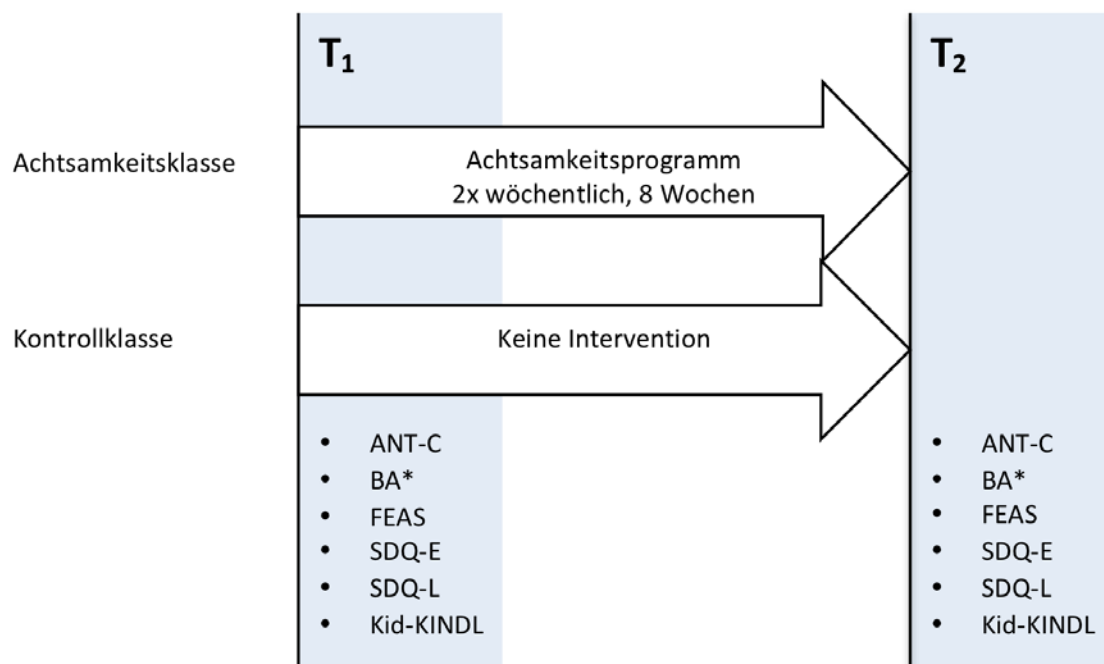 T₁
T₂
Achtsamkeitsklasse
Achtsamkeitsprogramm
2x wöchentlich, 8 Wochen
Kontrollklasse
Keine Intervention
• ANT-C
• BA*
• FEAS
• SDQ-E
• SDQ-L
• Kid-KINDL
• ANT-C
• BA*
• FEAS
• SDQ-E
• SDQ-L
• Kid-KINDL